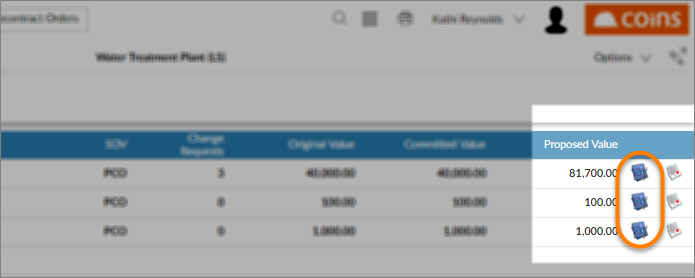 contract Orders
Kathi Reynolds
coins
Water Treatment Plant (LS)
Options
SOV Change Requests Original Value Committed Value Proposed Value
PCO 3 40,000.00 40,000.00 81,700.00
PCO 0 100.00 100.00 100.00
PCO 0 1,000.00 1,000.00 1,000.00